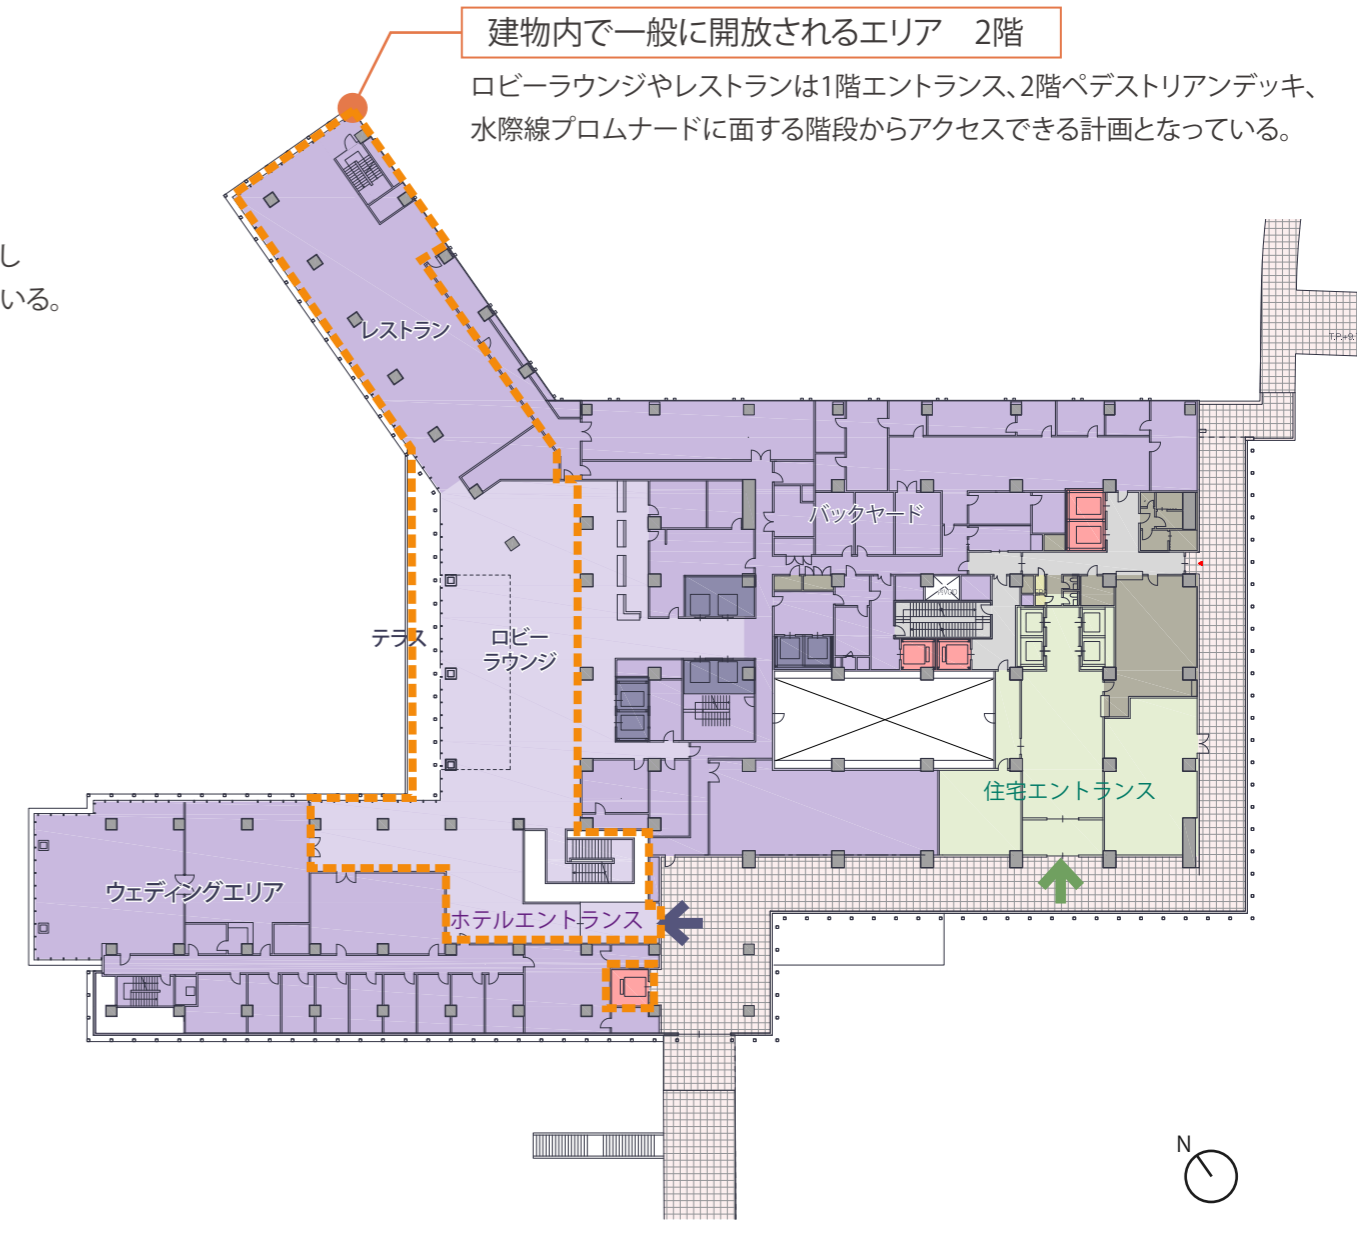 建物内で一般に開放されるエリア　2階
ロビーラウンジやレストランは1階エントランス、2階ペデストリアンデッキ、
水際線プロムナードに面する階段からアクセスできる計画となっている。
し
いる。
レストラン
バックヤード
テラス
ロビー
ラウンジ
住宅エントランス
ウェディングエリア
ホテルエントランス
N